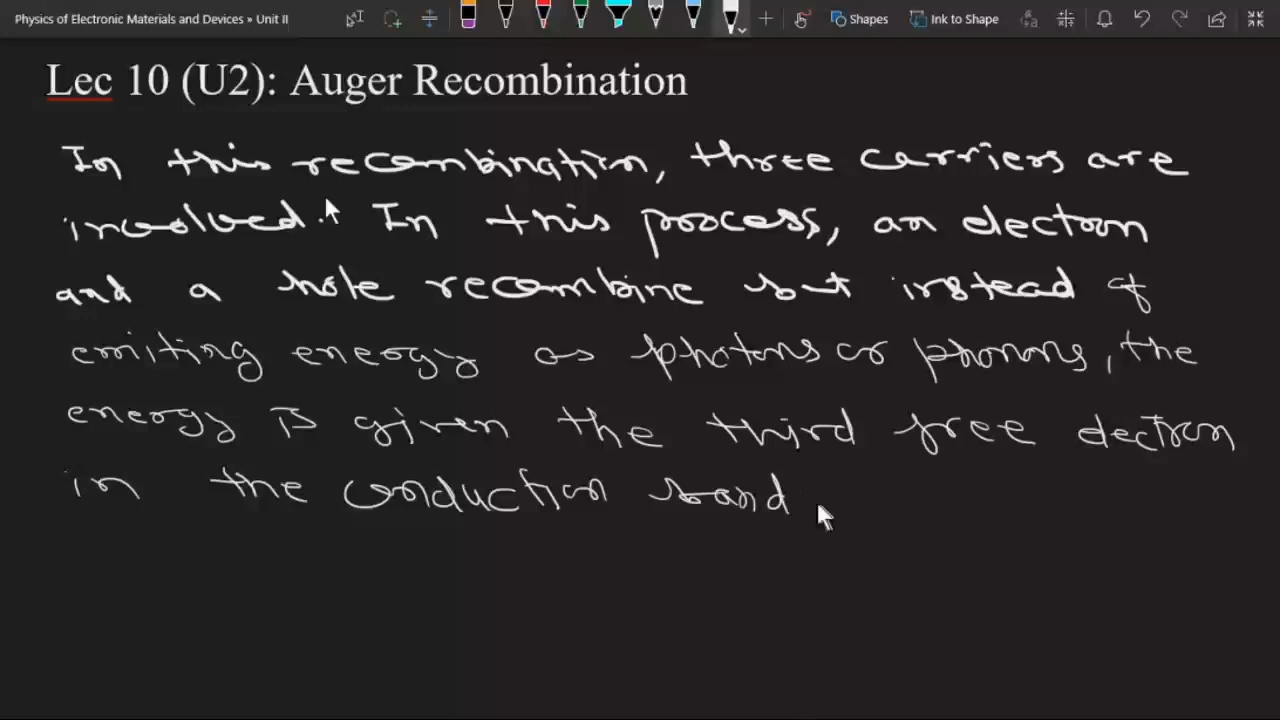 Physics of Electronic Materials and Devices » Unit II
Shapes
Ink to Shape
Lec 10 (U2): Auger Recombination
In this recombination, three carriers are
involved. In this process, an electron
and a hole recombine but instead of
emitting energy as photons or phonons, the
energy is given the third free electron
in the conduction band